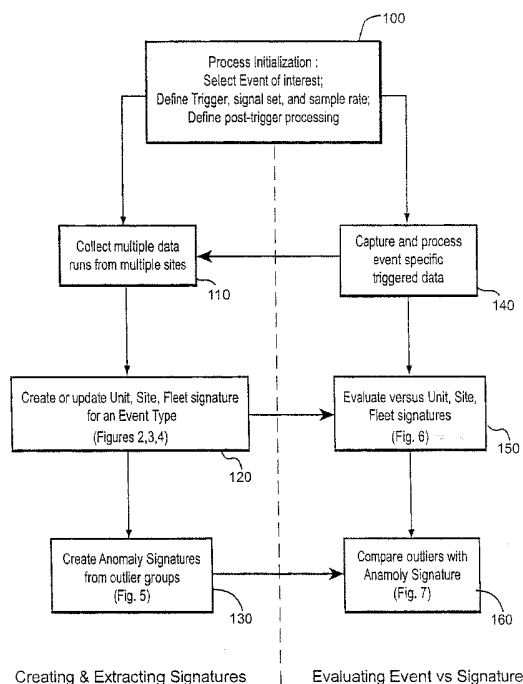 100
Process Initialization :
Select Event of interest;
Define Trigger, signal set, and sample rate;
Define post-trigger processing
Collect multiple data
runs from multiple sites
110
Capture and process
event specific
triggered data
140
Create or update Unit, Site, Fleet signature
for an Event Type
(Figures 2,3,4)
120
Evaluate versus Unit, Site,
Fleet signatures
(Fig. 6)
150
Create Anomaly Signatures
from outlier groups
(Fig. 5)
130
Compare outliers with
Anamoly Signature
(Fig. 7)
160
Creating & Extracting Signatures
Evaluating Event vs Signature